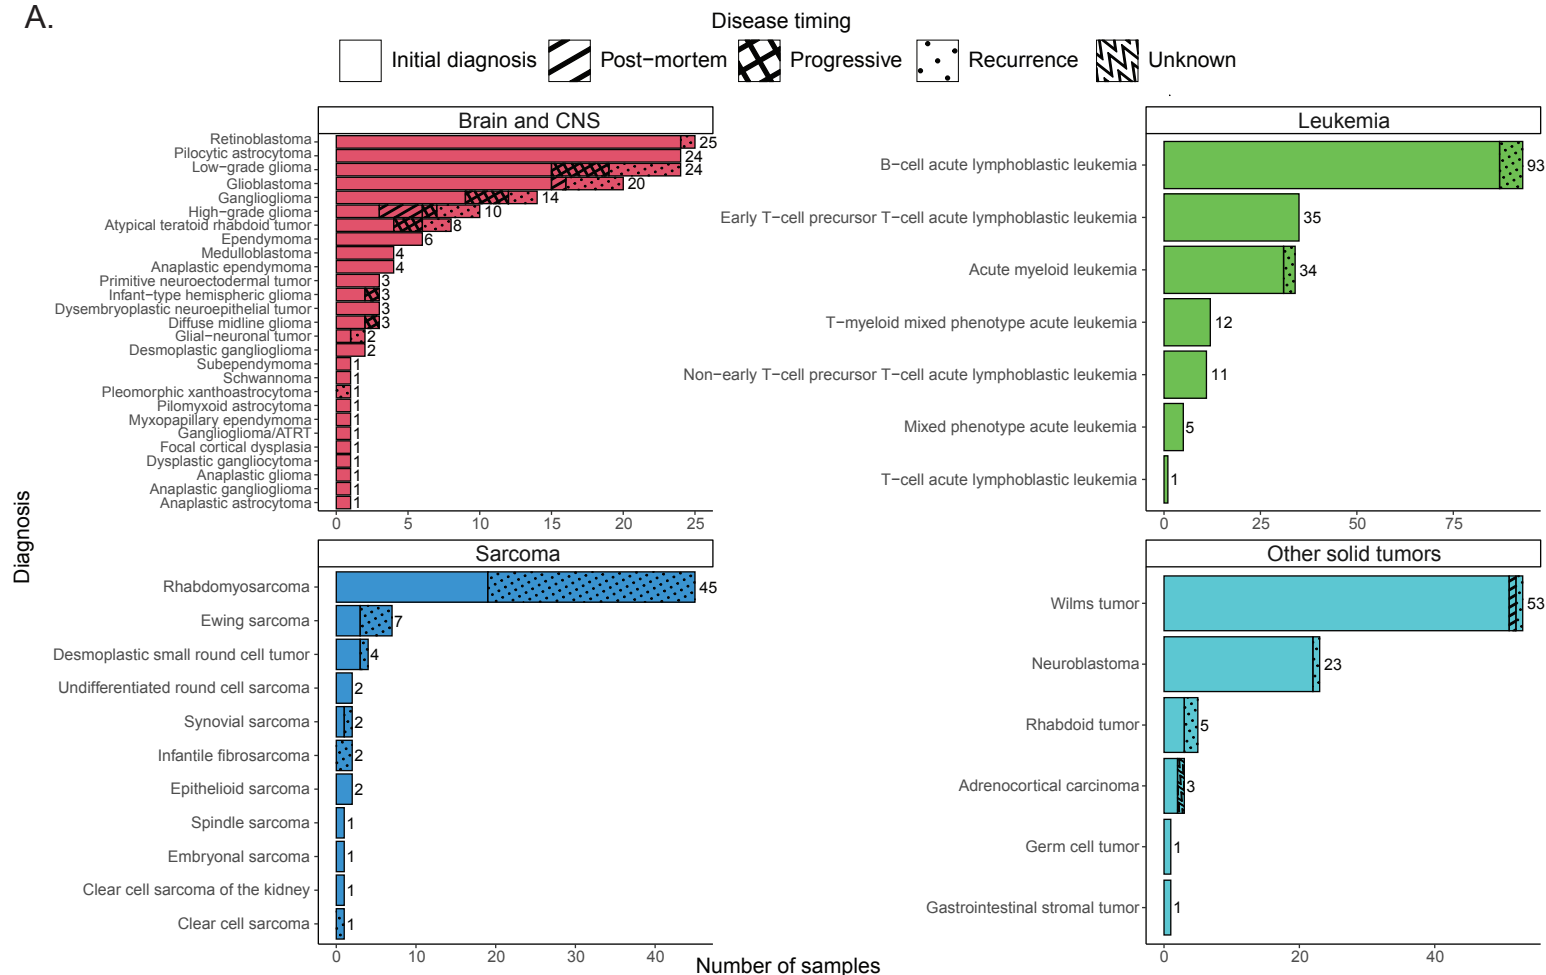 A.
Disease timing
Initial diagnosis
Post−mortem
Progressive
Recurrence
Unknown
Diagnosis
Brain and CNS
Retinoblastoma 25
Pilocytic astrocytoma 24
Low−grade glioma 24
Glioblastoma 20
Ganglioglioma 14
High−grade glioma 10
Atypical teratoid rhabdoid tumor 8
Ependymoma 6
Medulloblastoma 4
Anaplastic ependymoma 4
Primitive neuroectodermal tumor 3
Infant−type hemispheric glioma 3
Dysembryoplastic neuroepithelial tumor 3
Diffuse midline glioma 3
Glial−neuronal tumor 2
Desmoplastic ganglioglioma 2
Subependymoma 1
Schwannoma 1
Pleomorphic xanthoastrocytoma 1
Pilomyxoid astrocytoma 1
Myxopapillary ependymoma 1
Ganglioglioma/ATRT 1
Focal cortical dysplasia 1
Dysplastic gangliocytoma 1
Anaplastic glioma 1
Anaplastic ganglioglioma 1
Anaplastic astrocytoma 1
0 5 10 15 20 25
Leukemia
B−cell acute lymphoblastic leukemia 93
Early T−cell precursor T−cell acute lymphoblastic leukemia 35
Acute myeloid leukemia 34
T−myeloid mixed phenotype acute leukemia 12
Non−early T−cell precursor T−cell acute lymphoblastic leukemia 11
Mixed phenotype acute leukemia 5
T−cell acute lymphoblastic leukemia 1
0 25 50 75
Sarcoma
Rhabdomyosarcoma 45
Ewing sarcoma 7
Desmoplastic small round cell tumor 4
Undifferentiated round cell sarcoma 2
Synovial sarcoma 2
Infantile fibrosarcoma 2
Epithelioid sarcoma 2
Spindle sarcoma 1
Embryonal sarcoma 1
Clear cell sarcoma of the kidney 1
Clear cell sarcoma 1
0 10 20 30 40
Other solid tumors
Wilms tumor 53
Neuroblastoma 23
Rhabdoid tumor 5
Adrenocortical carcinoma 3
Germ cell tumor 1
Gastrointestinal stromal tumor 1
0 20 40
Number of samples